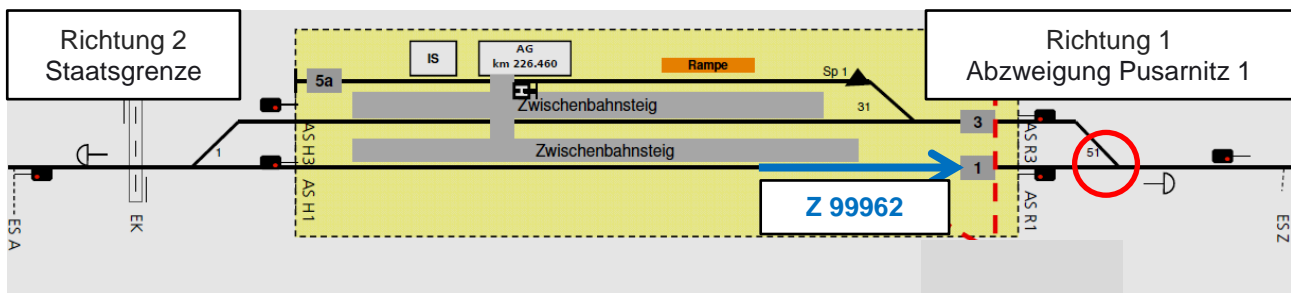 Richtung 2
Staatsgrenze
IS
AG
km 226.460
Rampe
Richtung 1
Abzweigung Pusarnitz 1
5a
Sp 1
Zwischenbahnsteig
31
3
1
AS H3
Zwischenbahnsteig
1
AS R3
51
Z 99962
ES A
EK
AS H1
AS R1
ES Z